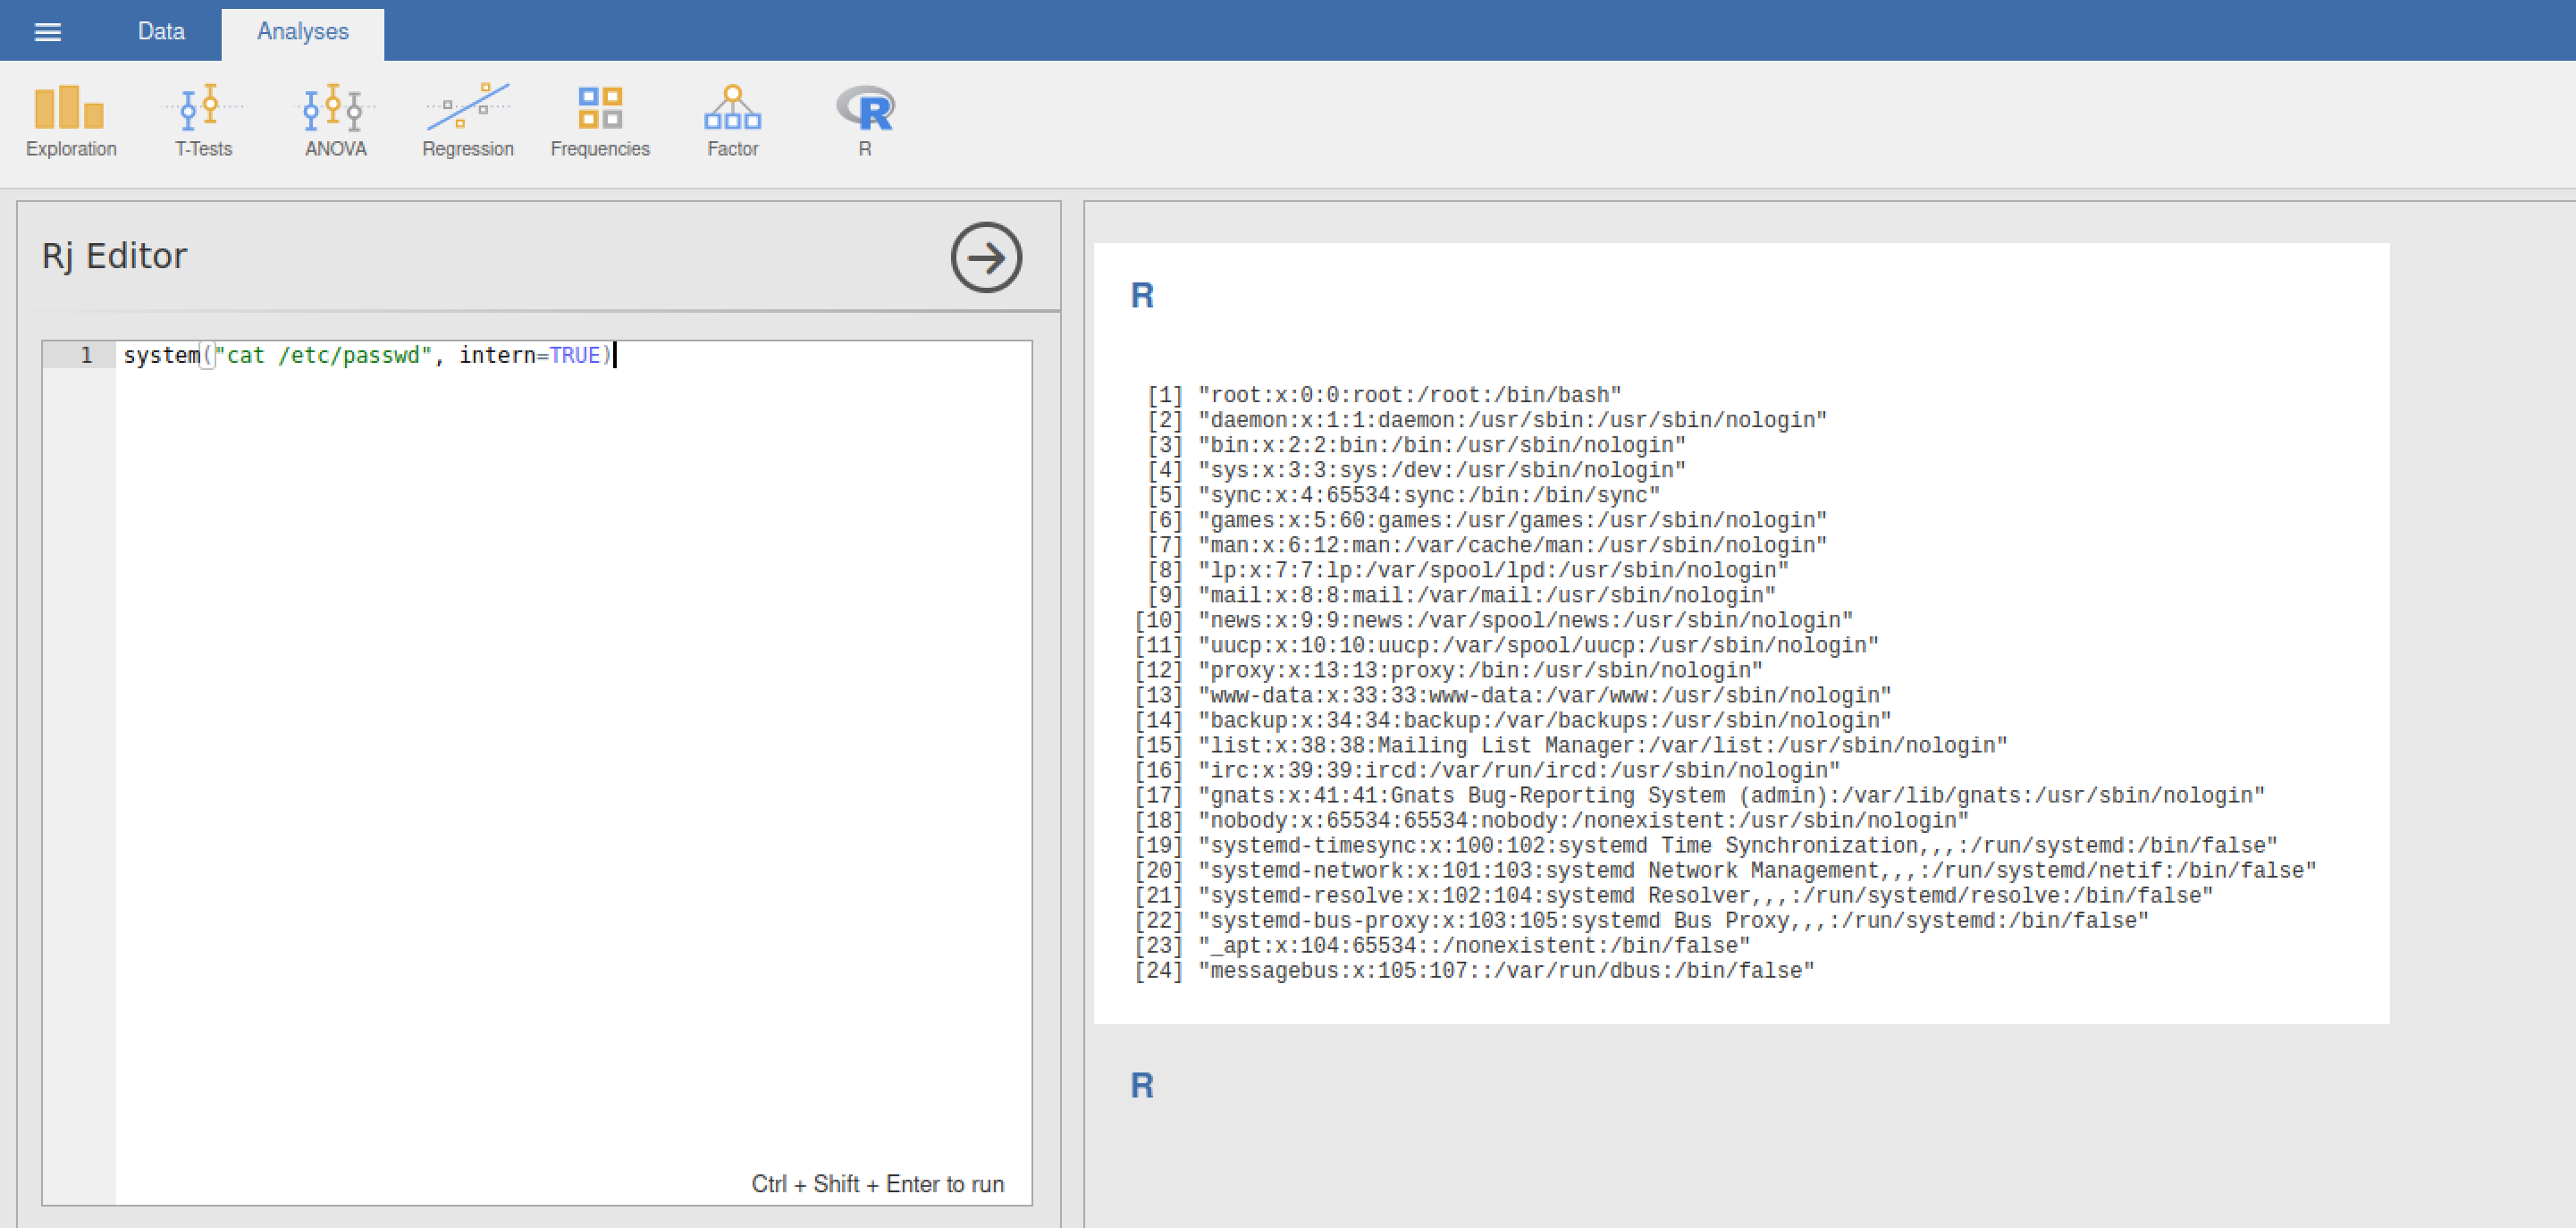 Data Analyses
Exploration T-Tests ANOVA Regression Frequencies Factor R
Rj Editor
1 system("cat /etc/passwd", intern=TRUE)
Ctrl + Shift + Enter to run
R
[1] "root:x:0:0:root:/root:/bin/bash"
[2] "daemon:x:1:1:daemon:/usr/sbin:/usr/sbin/nologin"
[3] "bin:x:2:2:bin:/bin:/usr/sbin/nologin"
[4] "sys:x:3:3:sys:/dev:/usr/sbin/nologin"
[5] "sync:x:4:65534:sync:/bin:/bin/sync"
[6] "games:x:5:60:games:/usr/games:/usr/sbin/nologin"
[7] "man:x:6:12:man:/var/cache/man:/usr/sbin/nologin"
[8] "lp:x:7:7:lp:/var/spool/lpd:/usr/sbin/nologin"
[9] "mail:x:8:8:mail:/var/mail:/usr/sbin/nologin"
[10] "news:x:9:9:news:/var/spool/news:/usr/sbin/nologin"
[11] "uucp:x:10:10:uucp:/var/spool/uucp:/usr/sbin/nologin"
[12] "proxy:x:13:13:proxy:/bin:/usr/sbin/nologin"
[13] "www-data:x:33:33:www-data:/var/www:/usr/sbin/nologin"
[14] "backup:x:34:34:backup:/var/backups:/usr/sbin/nologin"
[15] "list:x:38:38:Mailing List Manager:/var/list:/usr/sbin/nologin"
[16] "irc:x:39:39:ircd:/var/run/ircd:/usr/sbin/nologin"
[17] "gnats:x:41:41:Gnats Bug-Reporting System (admin):/var/lib/gnats:/usr/sbin/nologin"
[18] "nobody:x:65534:65534:nobody:/nonexistent:/usr/sbin/nologin"
[19] "systemd-timesync:x:100:102:systemd Time Synchronization,,,:/run/systemd:/bin/false"
[20] "systemd-network:x:101:103:systemd Network Management,,,:/run/systemd/netif:/bin/false"
[21] "systemd-resolve:x:102:104:systemd Resolver,,,:/run/systemd/resolve:/bin/false"
[22] "systemd-bus-proxy:x:103:105:systemd Bus Proxy,,,:/run/systemd:/bin/false"
[23] "_apt:x:104:65534::/nonexistent:/bin/false"
[24] "messagebus:x:105:107::/var/run/dbus:/bin/false"
R